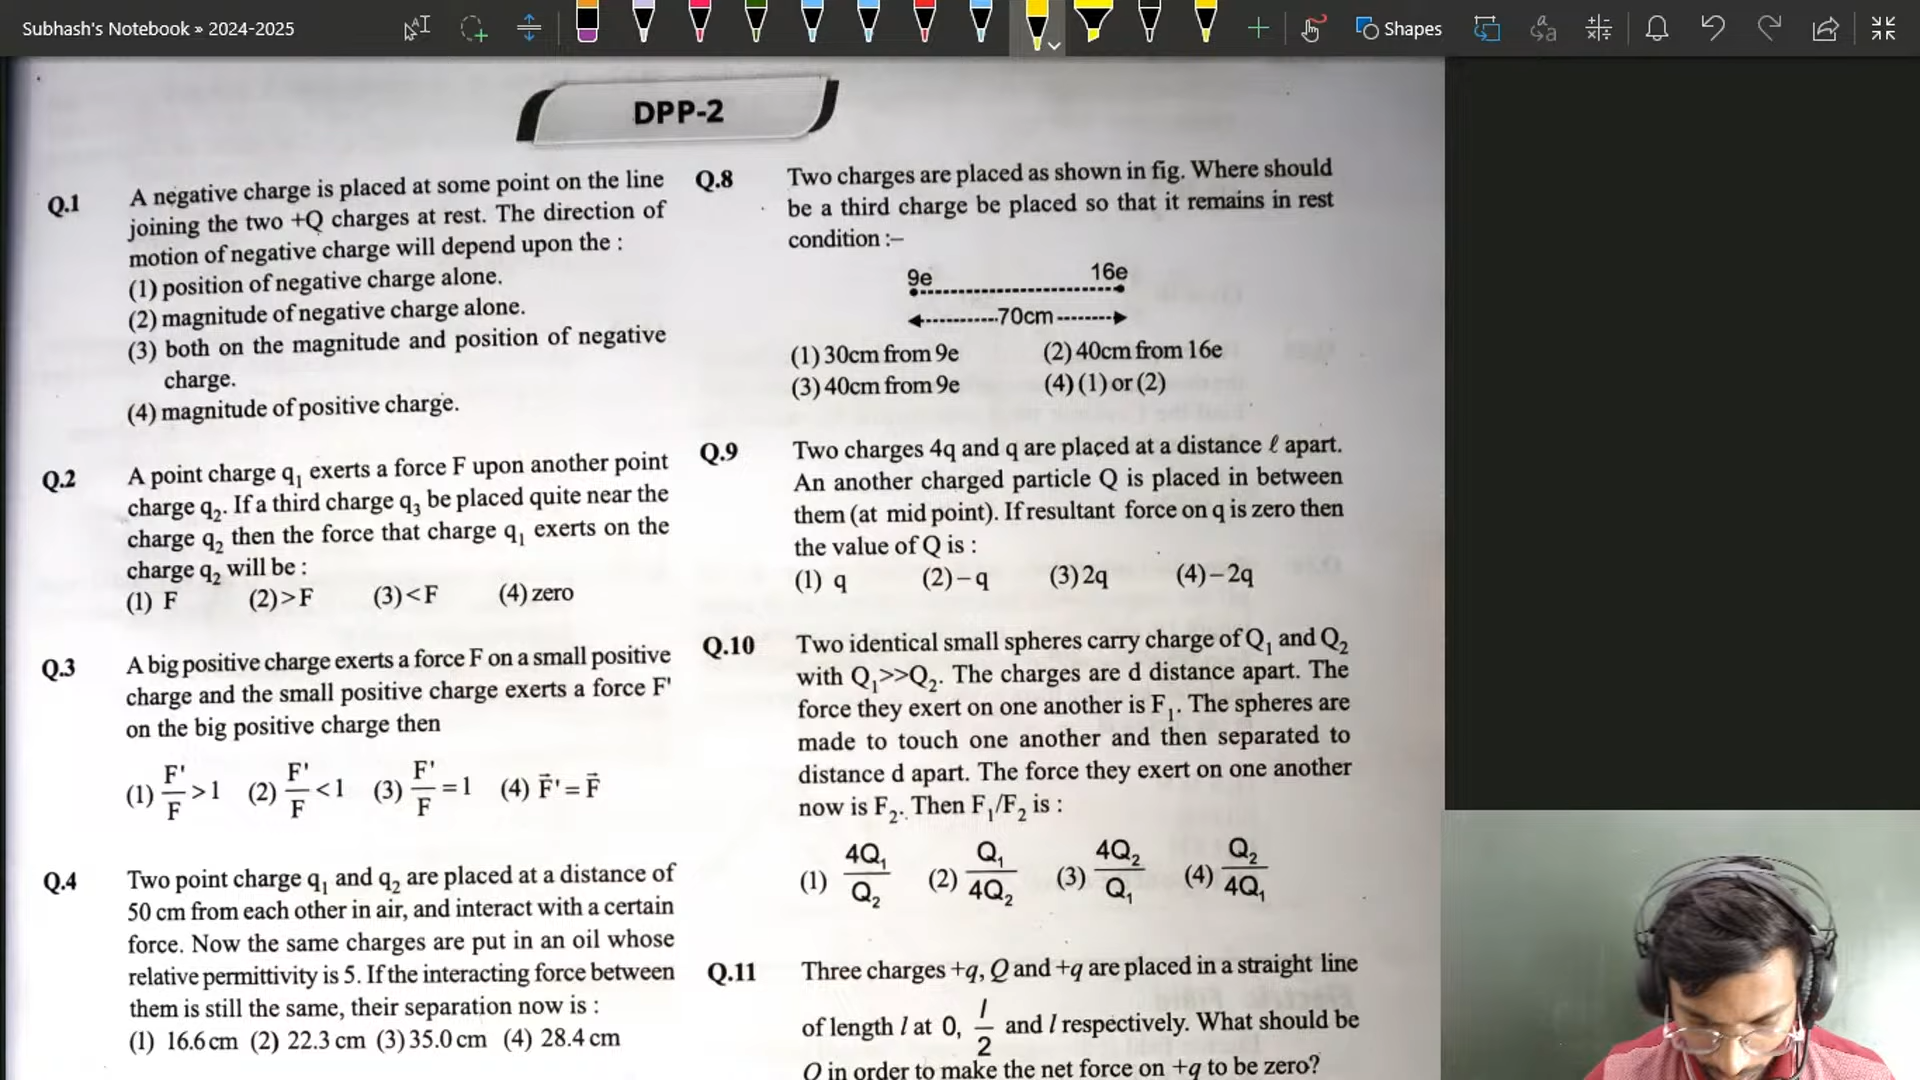 Subhash's Notebook » 2024-2025
Shapes
DPP-2
Q.1 A negative charge is placed at some point on the line
joining the two +Q charges at rest. The direction of
motion of negative charge will depend upon the :
(1) position of negative charge alone.
(2) magnitude of negative charge alone.
(3) both on the magnitude and position of negative
charge.
(4) magnitude of positive charge.
Q.2 A point charge q₁ exerts a force F upon another point
charge q₂. If a third charge q₃ be placed quite near the
charge q₂ then the force that charge q₁ exerts on the
charge q₂ will be :
(1) F (2) > F (3) < F (4) zero
Q.3 A big positive charge exerts a force F on a small positive
charge and the small positive charge exerts a force F'
on the big positive charge then
(1) F'/F > 1 (2) F'/F < 1 (3) F'/F = 1 (4) F⃗' = F⃗
Q.4 Two point charge q₁ and q₂ are placed at a distance of
50 cm from each other in air, and interact with a certain
force. Now the same charges are put in an oil whose
relative permittivity is 5. If the interacting force between
them is still the same, their separation now is :
(1) 16.6 cm (2) 22.3 cm (3) 35.0 cm (4) 28.4 cm
Q.8 Two charges are placed as shown in fig. Where should
be a third charge be placed so that it remains in rest
condition :–
9e 16e
70cm
(1) 30cm from 9e (2) 40cm from 16e
(3) 40cm from 9e (4) (1) or (2)
Q.9 Two charges 4q and q are placed at a distance ℓ apart.
An another charged particle Q is placed in between
them (at mid point). If resultant force on q is zero then
the value of Q is :
(1) q (2) – q (3) 2q (4) – 2q
Q.10 Two identical small spheres carry charge of Q₁ and Q₂
with Q₁>>Q₂. The charges are d distance apart. The
force they exert on one another is F₁. The spheres are
made to touch one another and then separated to
distance d apart. The force they exert on one another
now is F₂. Then F₁/F₂ is :
(1) 4Q₁/Q₂ (2) Q₁/4Q₂ (3) 4Q₂/Q₁ (4) Q₂/4Q₁
Q.11 Three charges +q, Q and +q are placed in a straight line
of length l at 0, l/2 and l respectively. What should be
Q in order to make the net force on +q to be zero?